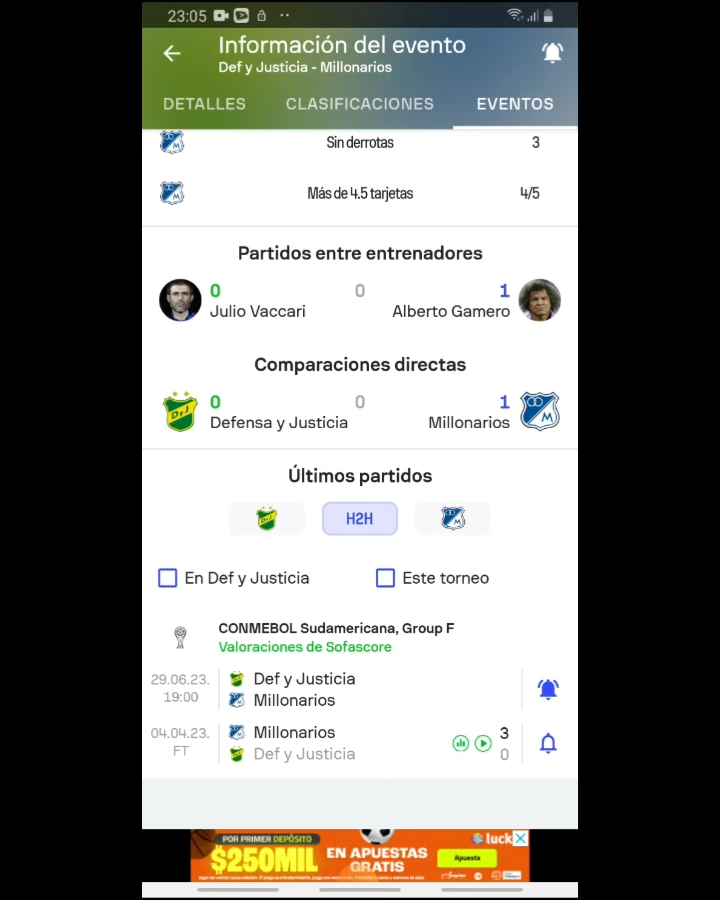 23:05
Información del evento
Def y Justicia - Millonarios
DETALLES CLASIFICACIONES EVENTOS
Sin derrotas 3
Más de 4.5 tarjetas 4/5
Partidos entre entrenadores
0 0 1
Julio Vaccari Alberto Gamero
Comparaciones directas
0 0 1
Defensa y Justicia Millonarios
Últimos partidos
H2H
En Def y Justicia Este torneo
CONMEBOL Sudamericana, Group F
Valoraciones de Sofascore
29.06.23. Def y Justicia
19:00 Millonarios
04.04.23. Millonarios 3
FT Def y Justicia 0
POR PRIMER DEPÓSITO
$250MIL
EN APUESTAS
GRATIS
luck
Apuesta